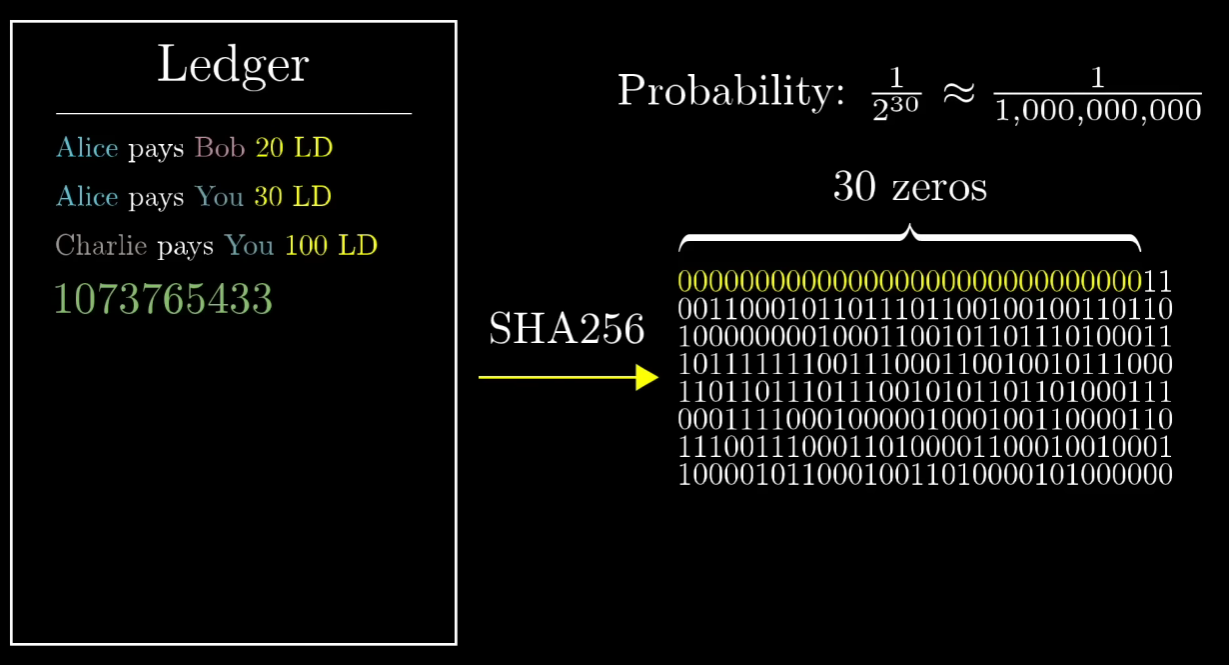 Ledger
Alice pays Bob 20 LD
Alice pays You 30 LD
Charlie pays You 100 LD
1073765433
SHA256
Probability: 1/2^30 ≈ 1/1,000,000,000
30 zeros
00000000000000000000000000000011
00110001011011101100100100110110
10000000010001100101101110100011
10111111100111000110010010111000
11011011101110010101101101000111
00011110001000001000100110000110
11100111000110100001100010010001
10000101100010011010000101000000